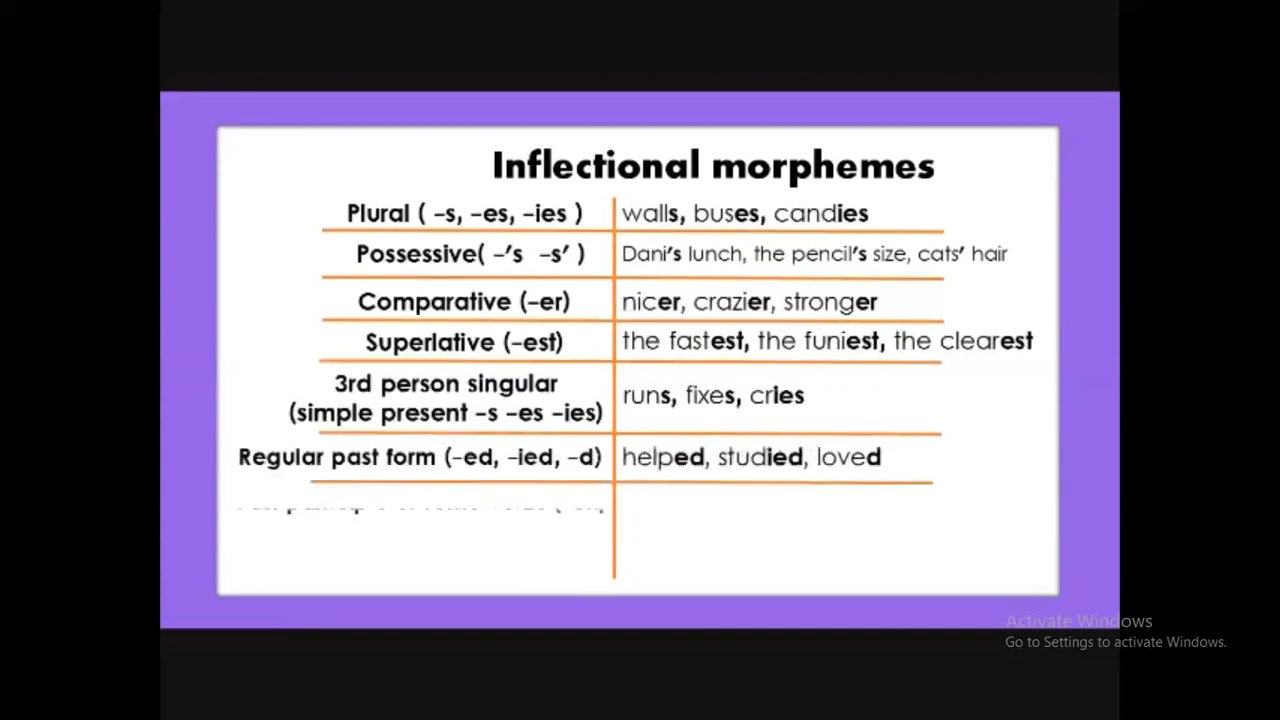 Inflectional morphemes
Plural ( –s, –es, –ies ) walls, buses, candies
Possessive( –'s –s' ) Dani's lunch, the pencil's size, cats' hair
Comparative (–er) nicer, crazier, stronger
Superlative (–est) the fastest, the funiest, the clearest
3rd person singular
(simple present –s –es –ies) runs, fixes, cries
Regular past form (–ed, –ied, –d) helped, studied, loved
Activate Windows
Go to Settings to activate Windows.